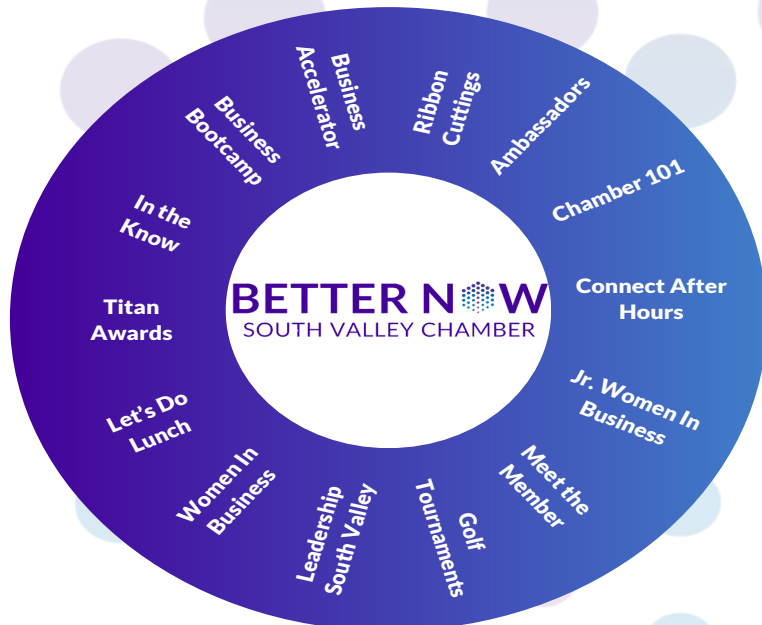 Business
Accelerator
Ribbon
Cuttings
Ambassadors
Chamber 101
Connect After
Hours
Jr. Women In
Business
Meet the
Member
Golf
Tournaments
Leadership
South Valley
Women In
Business
Let's Do
Lunch
Titan
Awards
In the
Know
Business
Bootcamp
BETTER NOW
SOUTH VALLEY CHAMBER